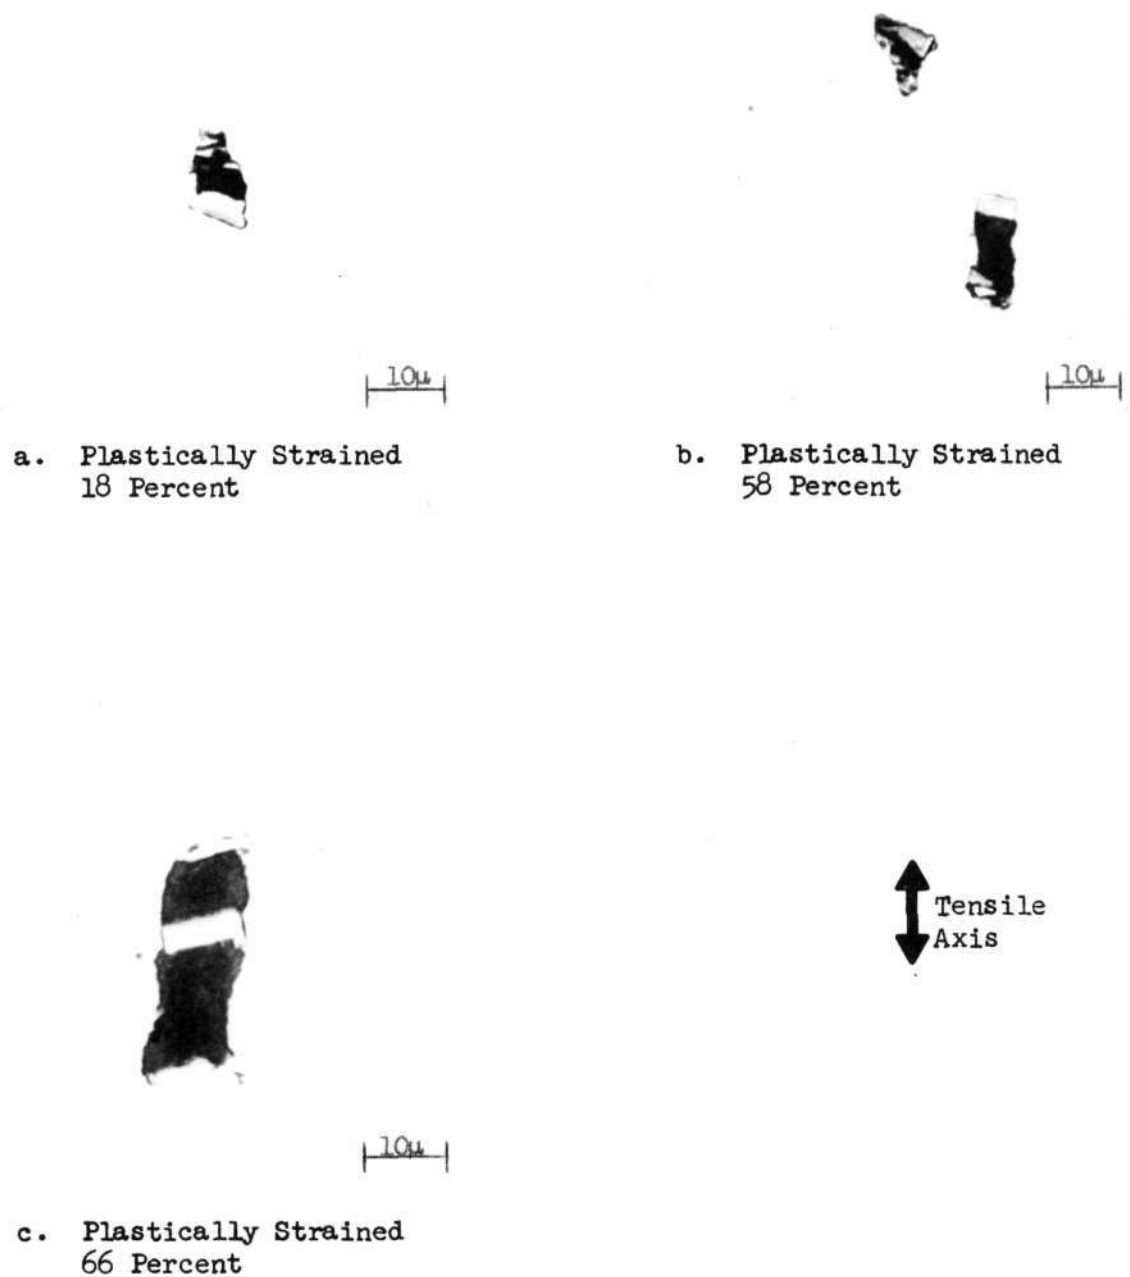 10μ
10μ
a. Plastically Strained
18 Percent
b. Plastically Strained
58 Percent
Tensile
Axis
10μ
c. Plastically Strained
66 Percent